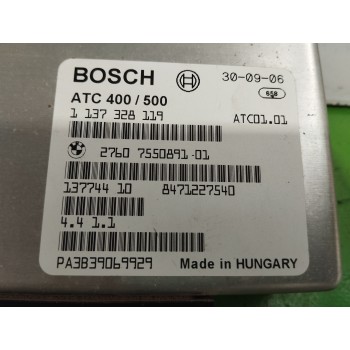 BOSCH 30-09-06
658
ATC 400 / 500
1 137 328 119 ATC01.01
2760 7550891-01
137744 10 8471227540
4.4 1.1
PA3B39069929 Made in HUNGARY